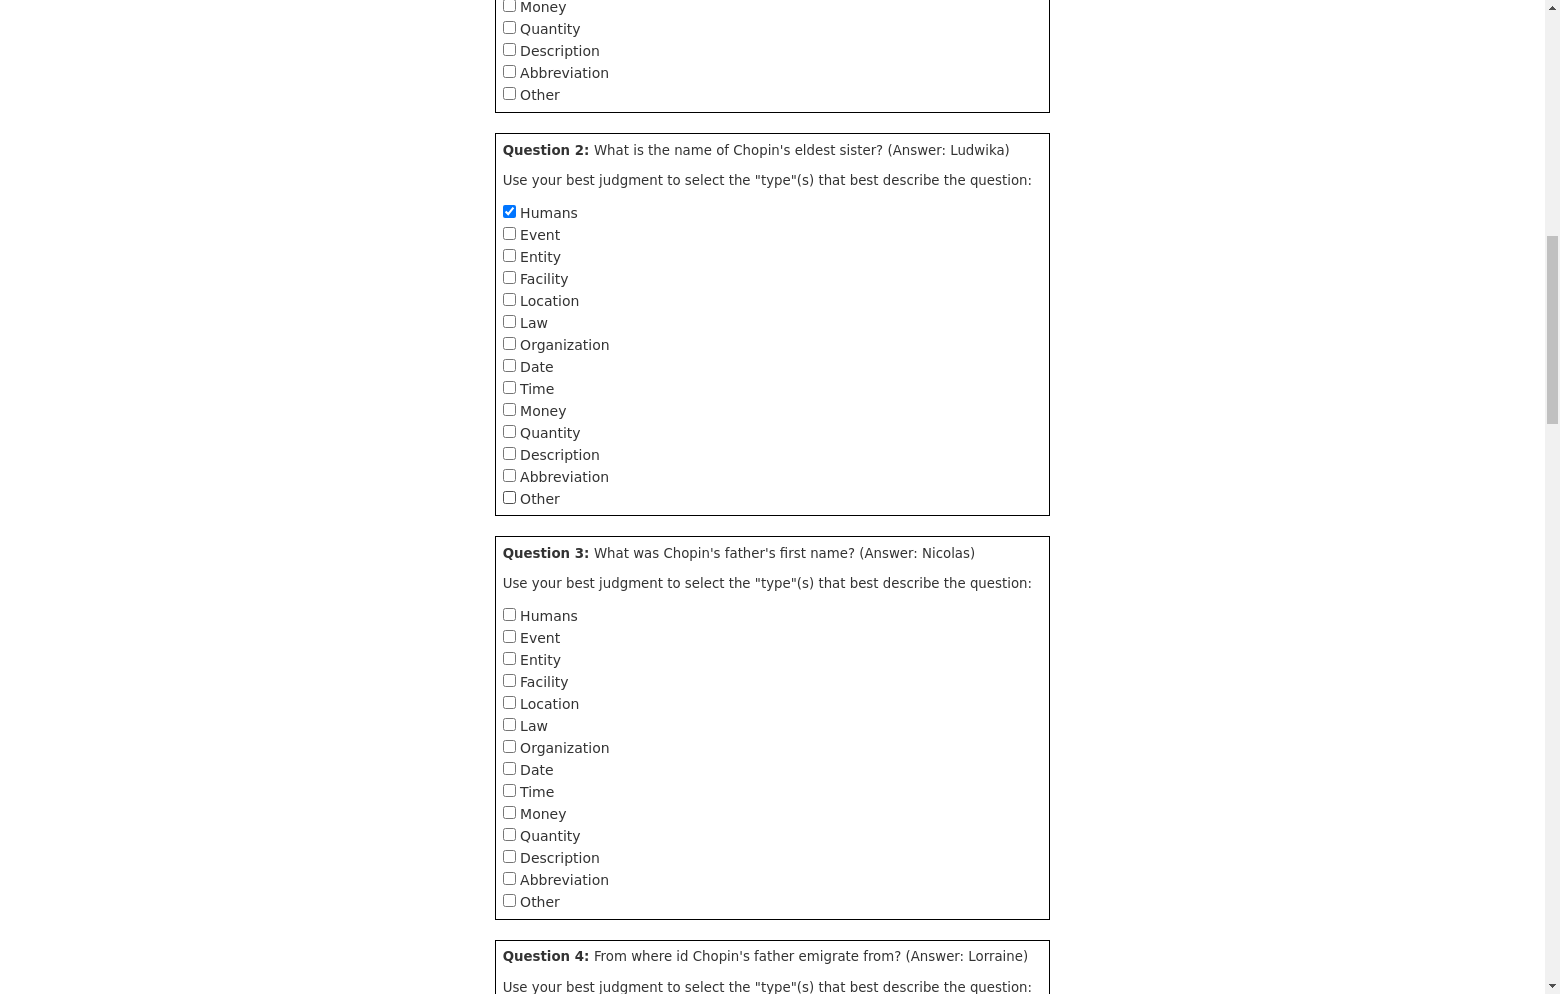 Money
Quantity
Description
Abbreviation
Other
Question 2: What is the name of Chopin's eldest sister? (Answer: Ludwika)
Use your best judgment to select the "type"(s) that best describe the question:
Humans
Event
Entity
Facility
Location
Law
Organization
Date
Time
Money
Quantity
Description
Abbreviation
Other
Question 3: What was Chopin's father's first name? (Answer: Nicolas)
Use your best judgment to select the "type"(s) that best describe the question:
Humans
Event
Entity
Facility
Location
Law
Organization
Date
Time
Money
Quantity
Description
Abbreviation
Other
Question 4: From where id Chopin's father emigrate from? (Answer: Lorraine)
Use your best judgment to select the "type"(s) that best describe the question: